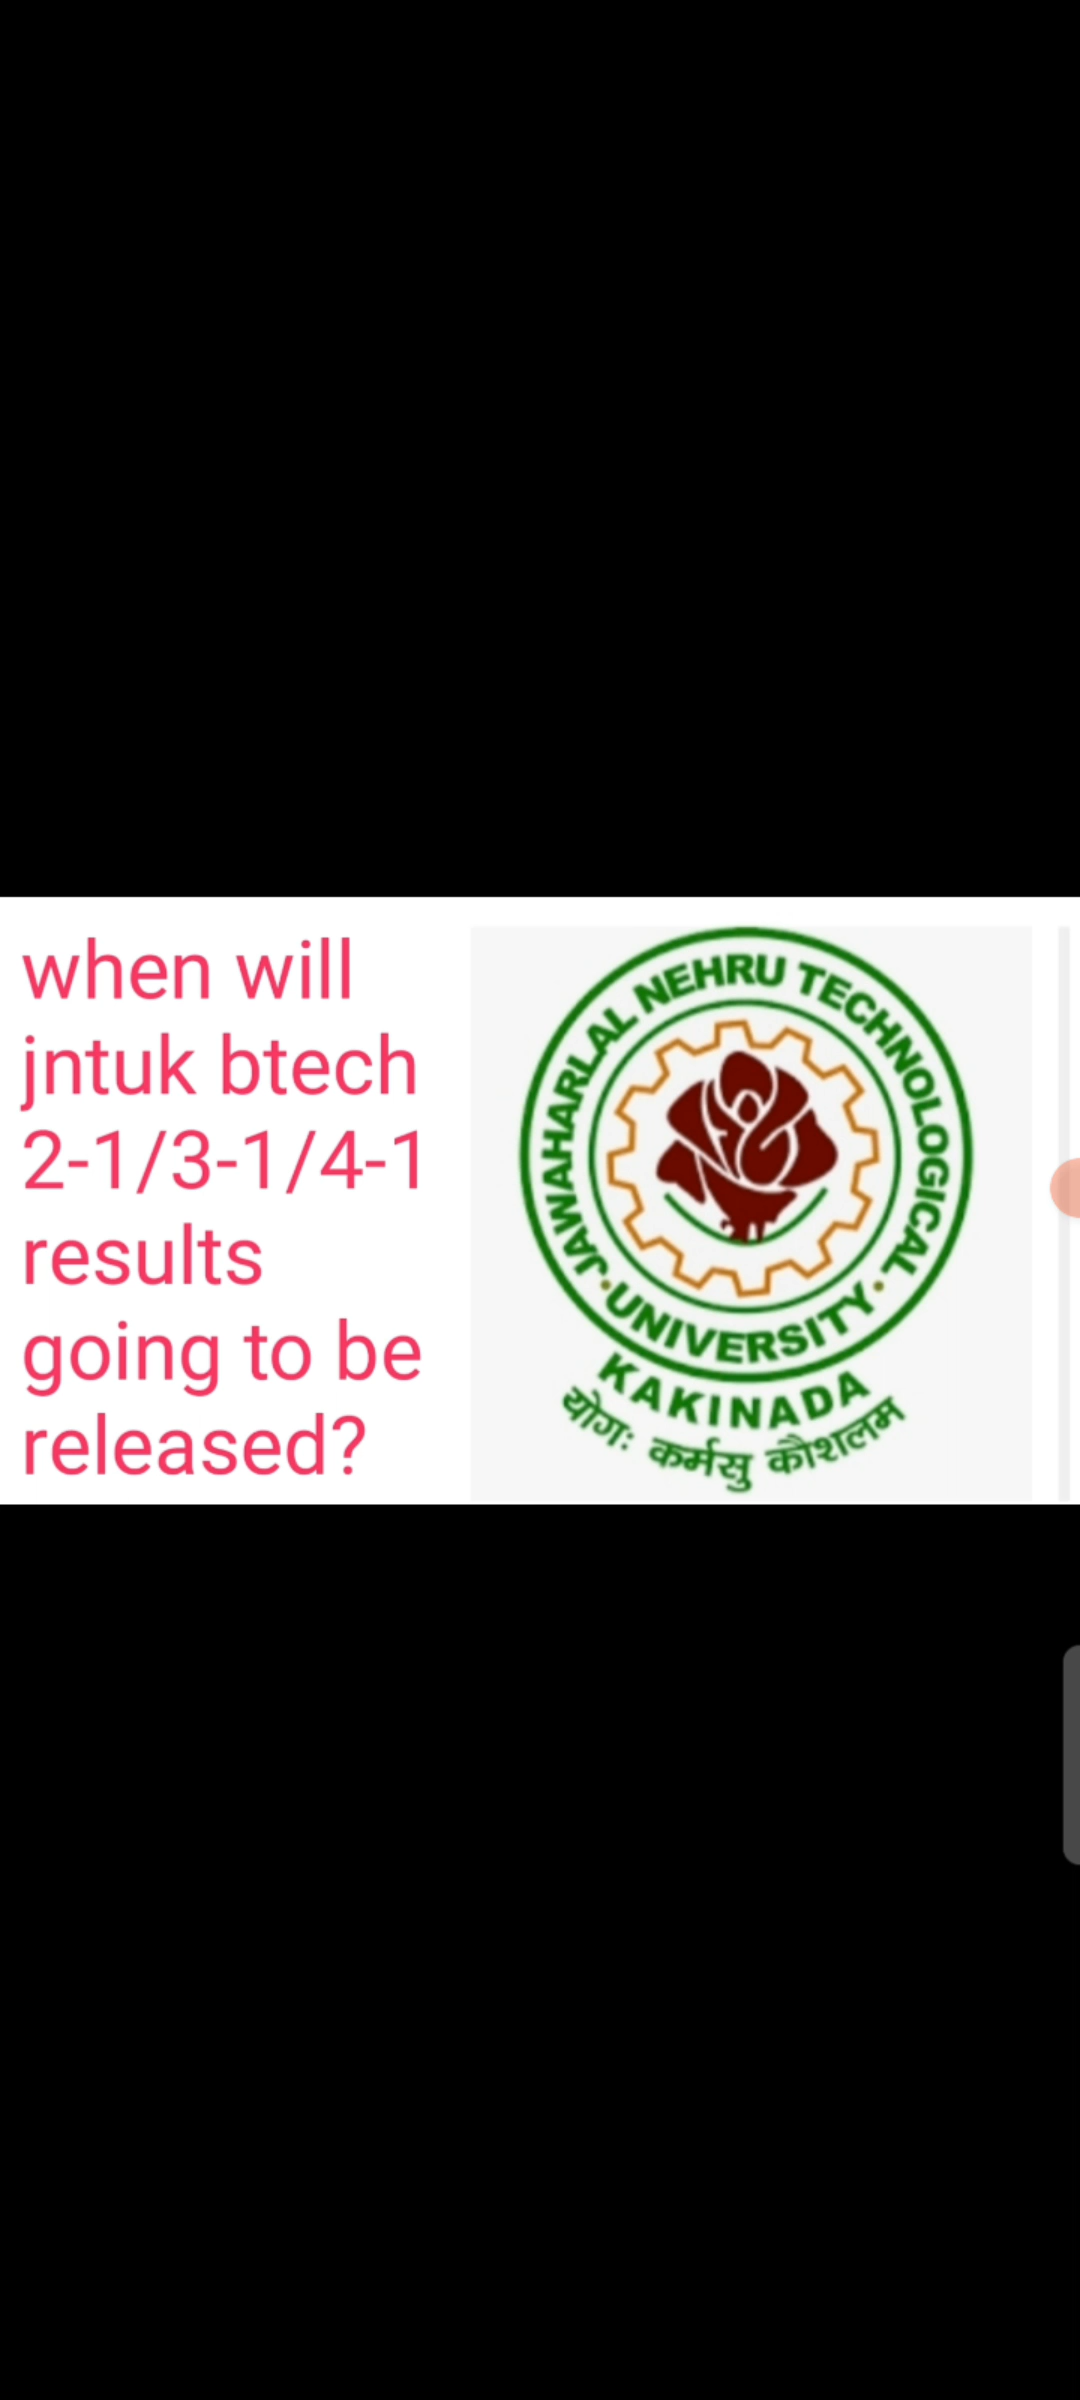 when will
jntuk btech
2-1/3-1/4-1
results
going to be
released?
JAWAHARLAL NEHRU TECHNOLOGICAL
UNIVERSITY
KAKINADA
योगः कर्मसु कौशलम